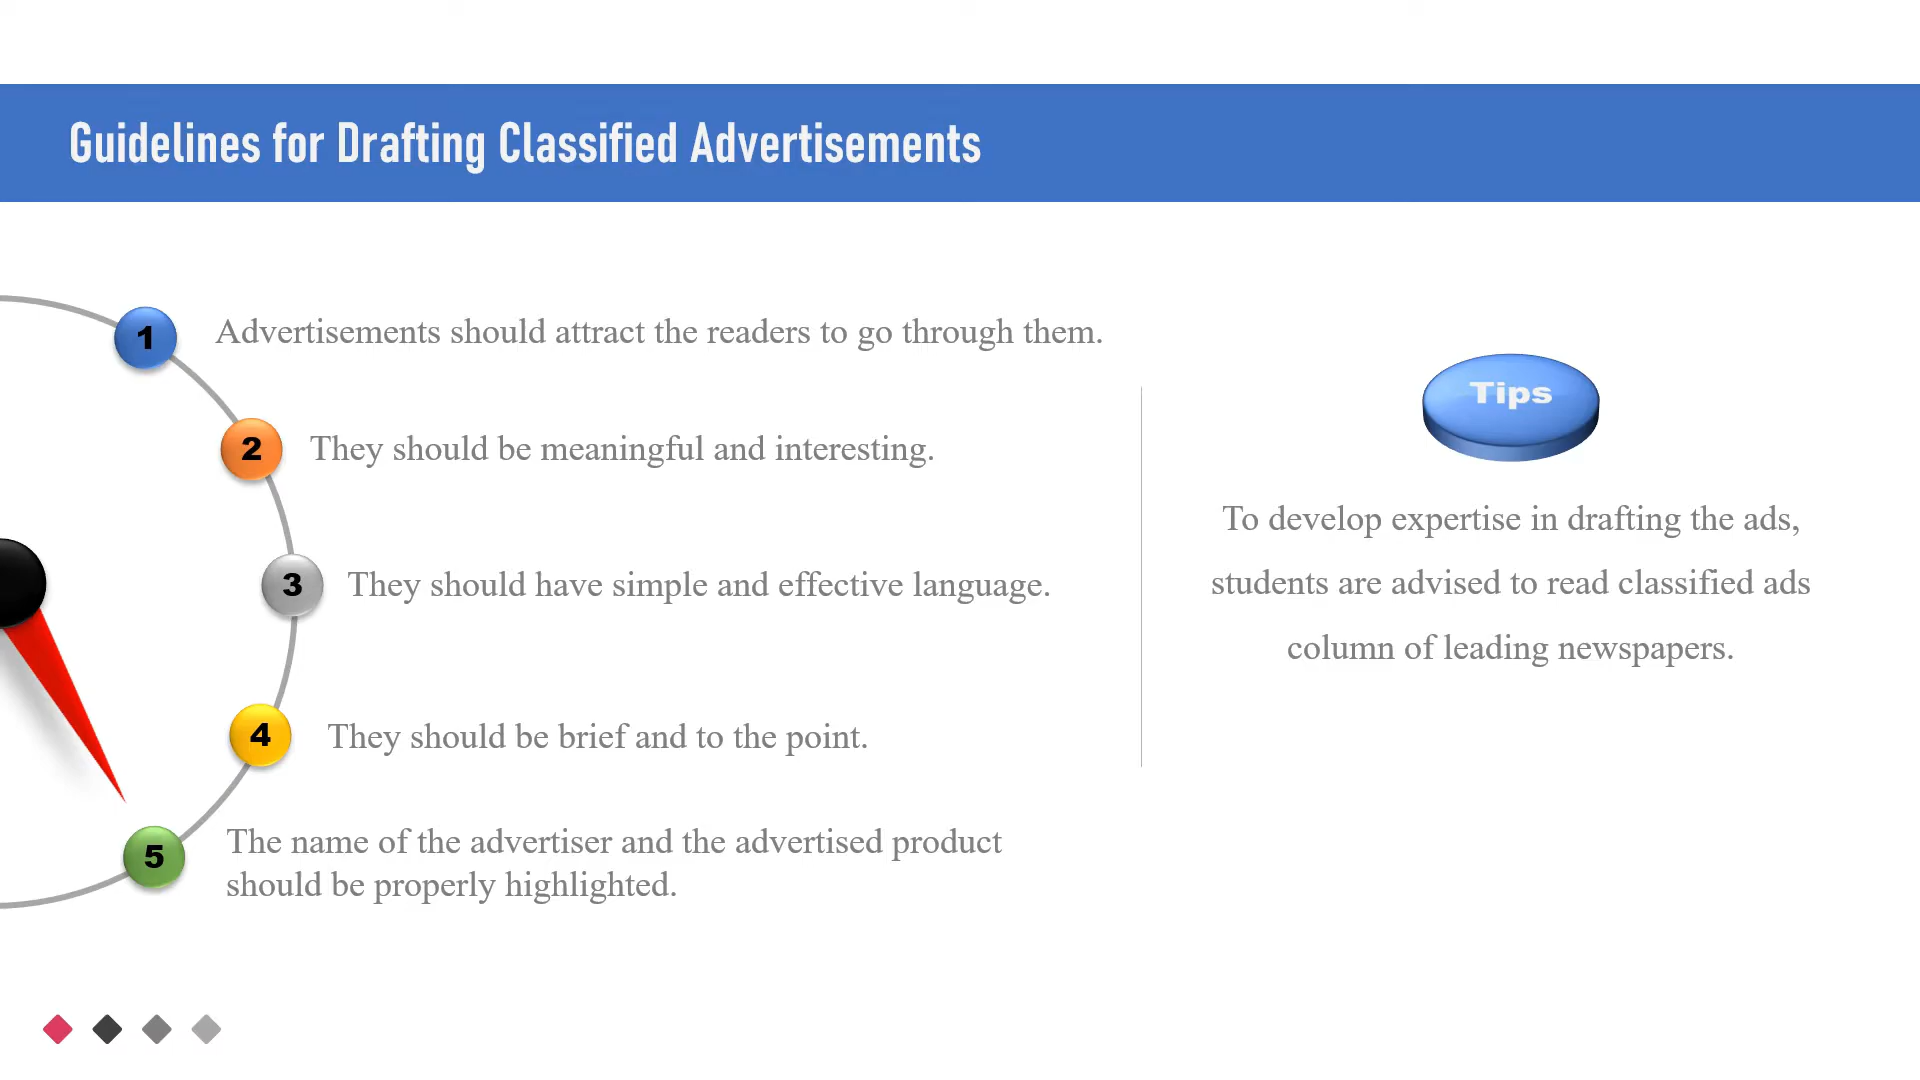 Guidelines for Drafting Classified Advertisements
1
Advertisements should attract the readers to go through them.
2
They should be meaningful and interesting.
3
They should have simple and effective language.
4
They should be brief and to the point.
5
The name of the advertiser and the advertised product
should be properly highlighted.
Tips
To develop expertise in drafting the ads,
students are advised to read classified ads
column of leading newspapers.